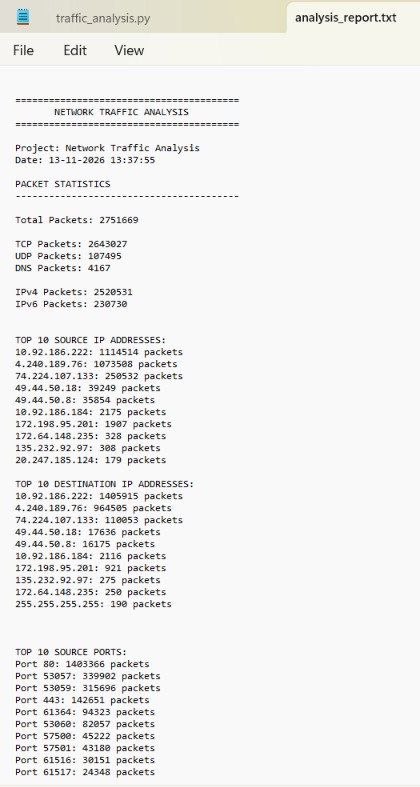 traffic_analysis.py
analysis_report.txt
File Edit View
========================================
NETWORK TRAFFIC ANALYSIS
========================================
Project: Network Traffic Analysis
Date: 13-11-2026 13:37:55
PACKET STATISTICS
----------------------------------------
Total Packets: 2751669
TCP Packets: 2643027
UDP Packets: 107495
DNS Packets: 4167
IPv4 Packets: 2520531
IPv6 Packets: 230730
TOP 10 SOURCE IP ADDRESSES:
10.92.186.222: 1114514 packets
4.240.189.76: 1073508 packets
74.224.107.133: 250532 packets
49.44.50.18: 39249 packets
49.44.50.8: 35854 packets
10.92.186.184: 2175 packets
172.198.95.201: 1907 packets
172.64.148.235: 328 packets
135.232.92.97: 308 packets
20.247.185.124: 179 packets
TOP 10 DESTINATION IP ADDRESSES:
10.92.186.222: 1405915 packets
4.240.189.76: 964505 packets
74.224.107.133: 110053 packets
49.44.50.18: 17636 packets
49.44.50.8: 16175 packets
10.92.186.184: 2116 packets
172.198.95.201: 921 packets
135.232.92.97: 275 packets
172.64.148.235: 250 packets
255.255.255.255: 190 packets
TOP 10 SOURCE PORTS:
Port 80: 1403366 packets
Port 53057: 339902 packets
Port 53059: 315696 packets
Port 443: 142651 packets
Port 61364: 94323 packets
Port 53060: 82057 packets
Port 57500: 45222 packets
Port 57501: 43180 packets
Port 61516: 30151 packets
Port 61517: 24348 packets